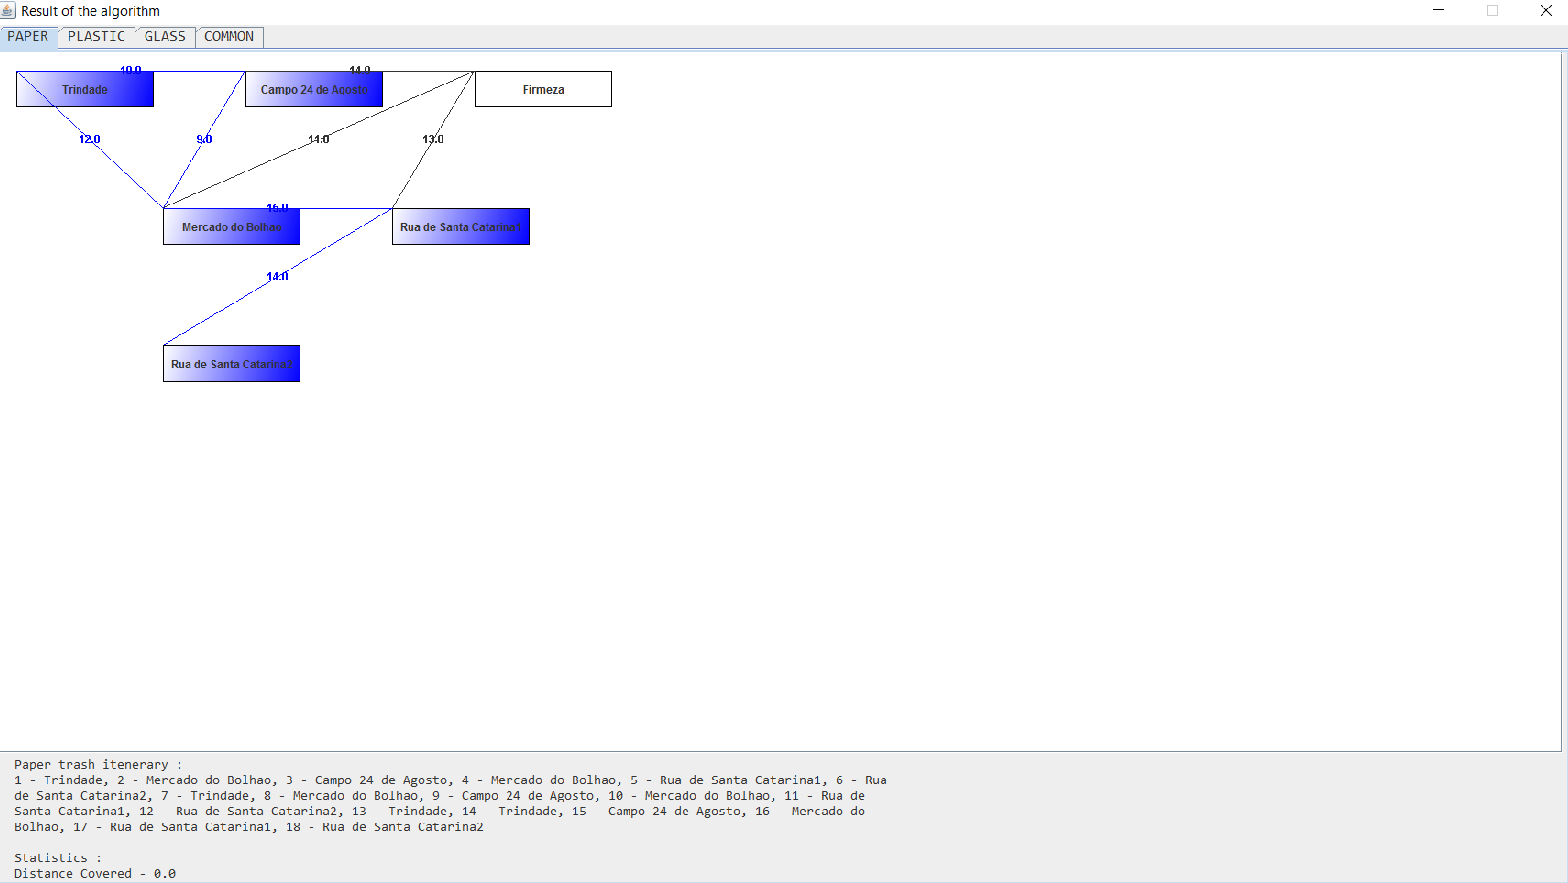 Result of the algorithm
PAPER PLASTIC GLASS COMMON
10.0 14.0
Trindade Campo 24 de Agosto Firmeza
12.0 9.0 11.0 13.0
16.0
Mercado do Bolhao Rua de Santa Catarina1
14.0
Rua de Santa Catarina2
Paper trash itenerary :
1 - Trindade, 2 - Mercado do Bolhao, 3 - Campo 24 de Agosto, 4 - Mercado do Bolhao, 5 - Rua de Santa Catarina1, 6 - Rua
de Santa Catarina2, 7 - Trindade, 8 - Mercado do Bolhao, 9 - Campo 24 de Agosto, 10 - Mercado do Bolhao, 11 - Rua de
Santa Catarina1, 12 - Rua de Santa Catarina2, 13 - Trindade, 14 - Trindade, 15 - Campo 24 de Agosto, 16 - Mercado do
Bolhao, 17 - Rua de Santa Catarina1, 18 - Rua de Santa Catarina2
Statistics :
Distance Covered - 0.0